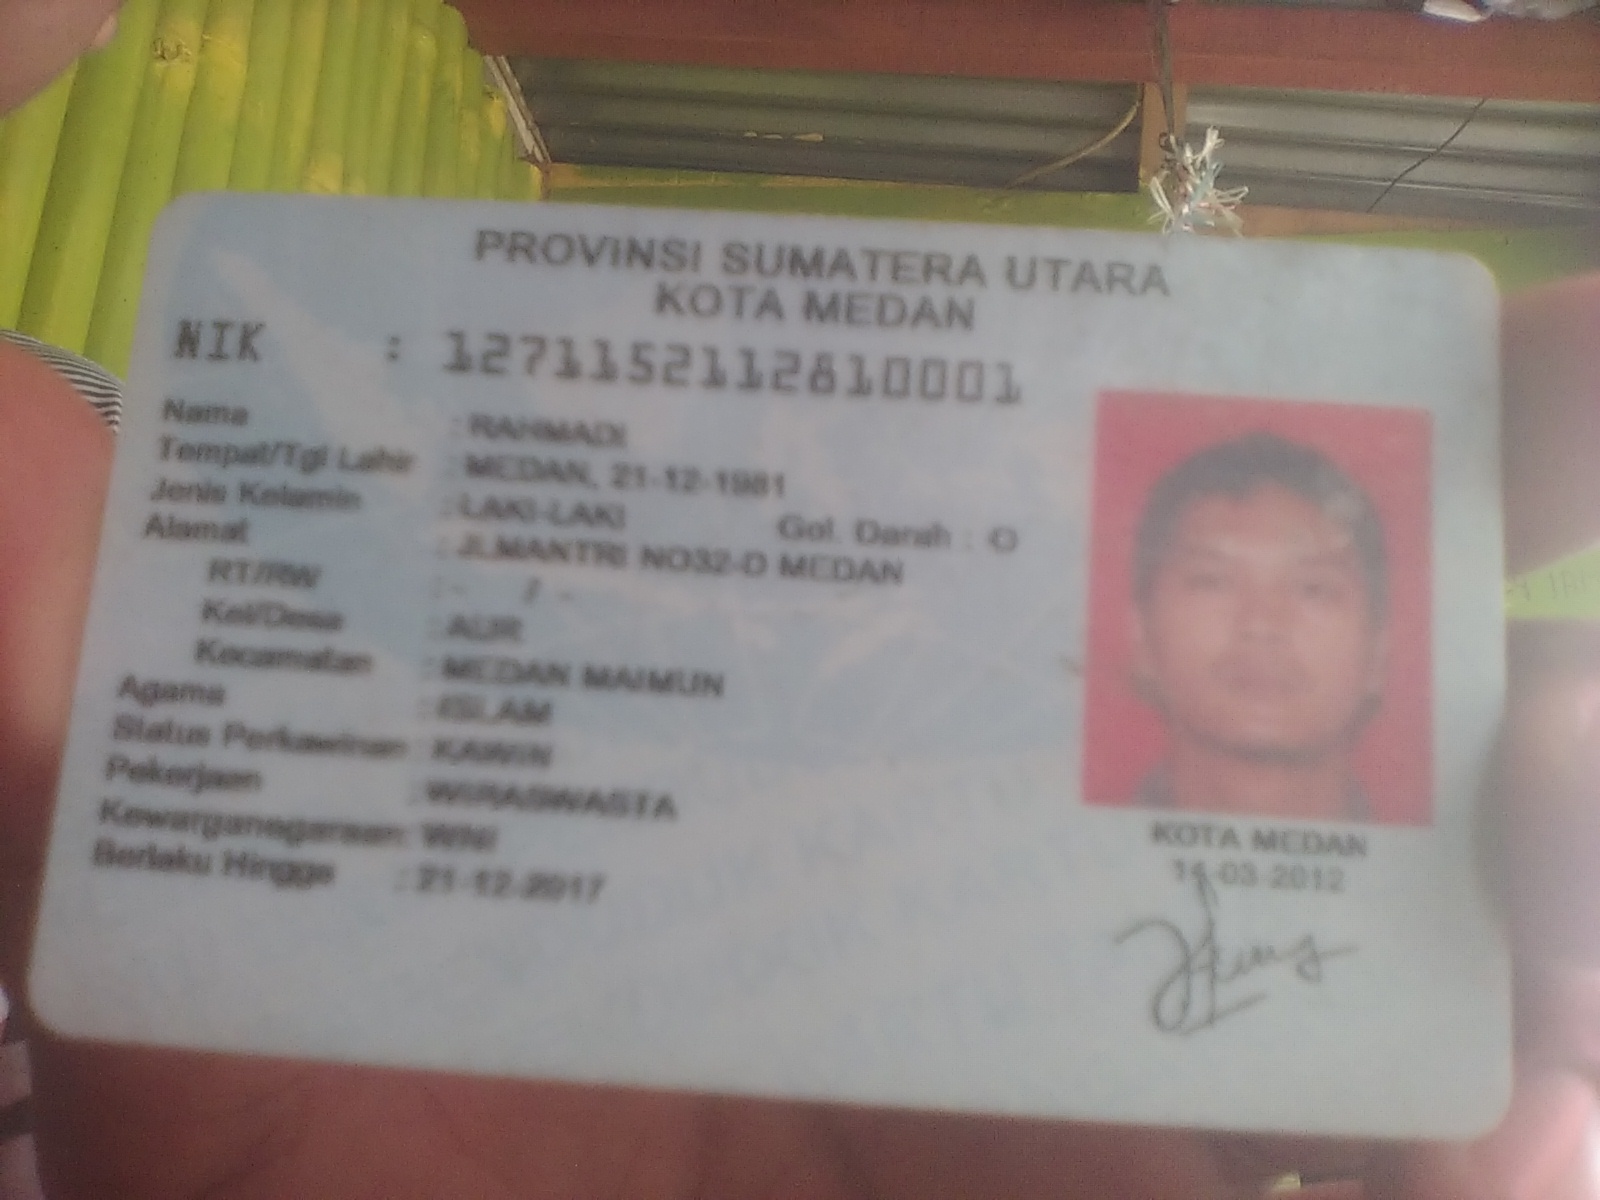 PROVINSI SUMATERA UTARA
KOTA MEDAN
NIK : 1271152112810001
Nama : RAHMADI
Tempat/Tgl Lahir : MEDAN, 21-12-1981
Jenis Kelamin : LAKI-LAKI Gol. Darah : O
Alamat : JLMANTRI NO32-D MEDAN
RT/RW : - / -
Kel/Desa : AUR
Kecamatan : MEDAN MAIMUN
Agama : ISLAM
Status Perkawinan : KAWIN
Pekerjaan : WIRASWASTA
Kewarganegaraan: WNI
Berlaku Hingga : 21-12-2017
KOTA MEDAN
14-03-2012